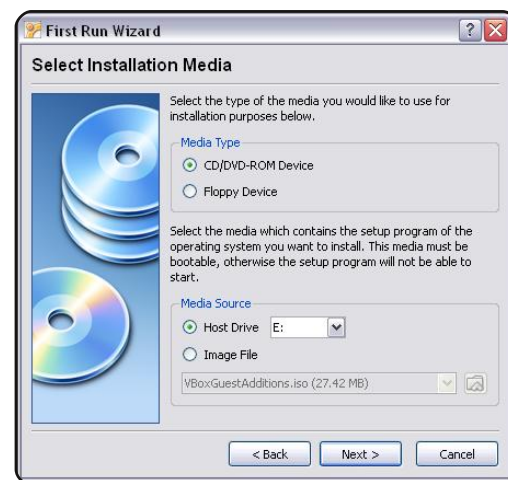 First Run Wizard
Select Installation Media
Select the type of the media you would like to use for
installation purposes below.
Media Type
CD/DVD-ROM Device
Floppy Device
Select the media which contains the setup program of the
operating system you want to install. This media must be
bootable, otherwise the setup program will not be able to
start.
Media Source
Host Drive E:
Image File
VBoxGuestAdditions.iso (27.42 MB)
< Back Next > Cancel